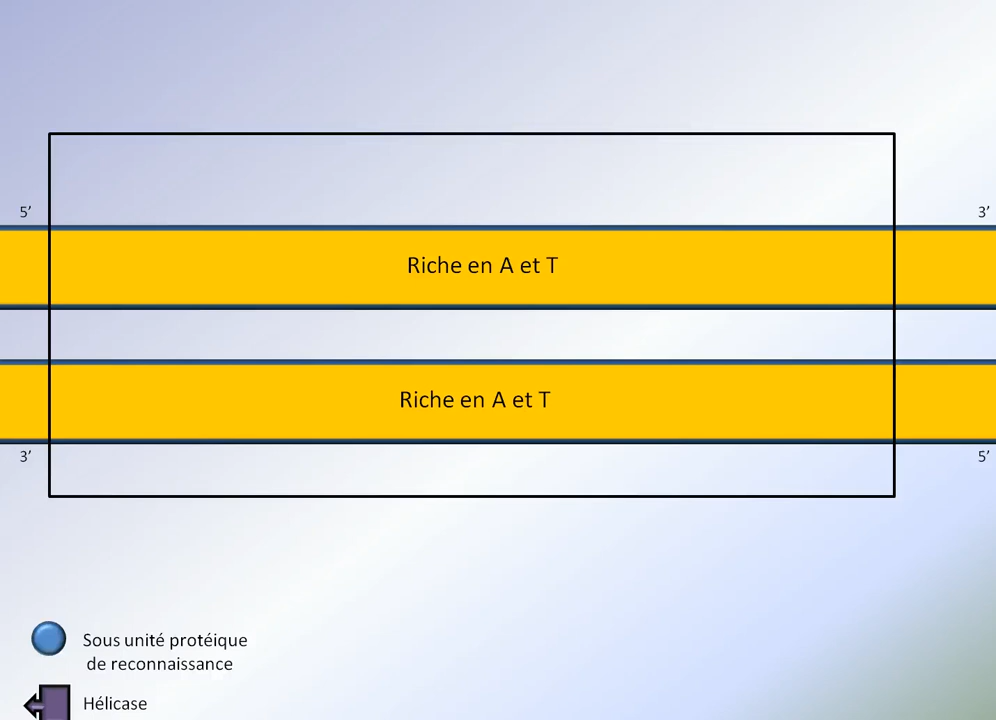 5’
3’
Riche en A et T
Riche en A et T
3’
5’
Sous unité protéique
de reconnaissance
Hélicase